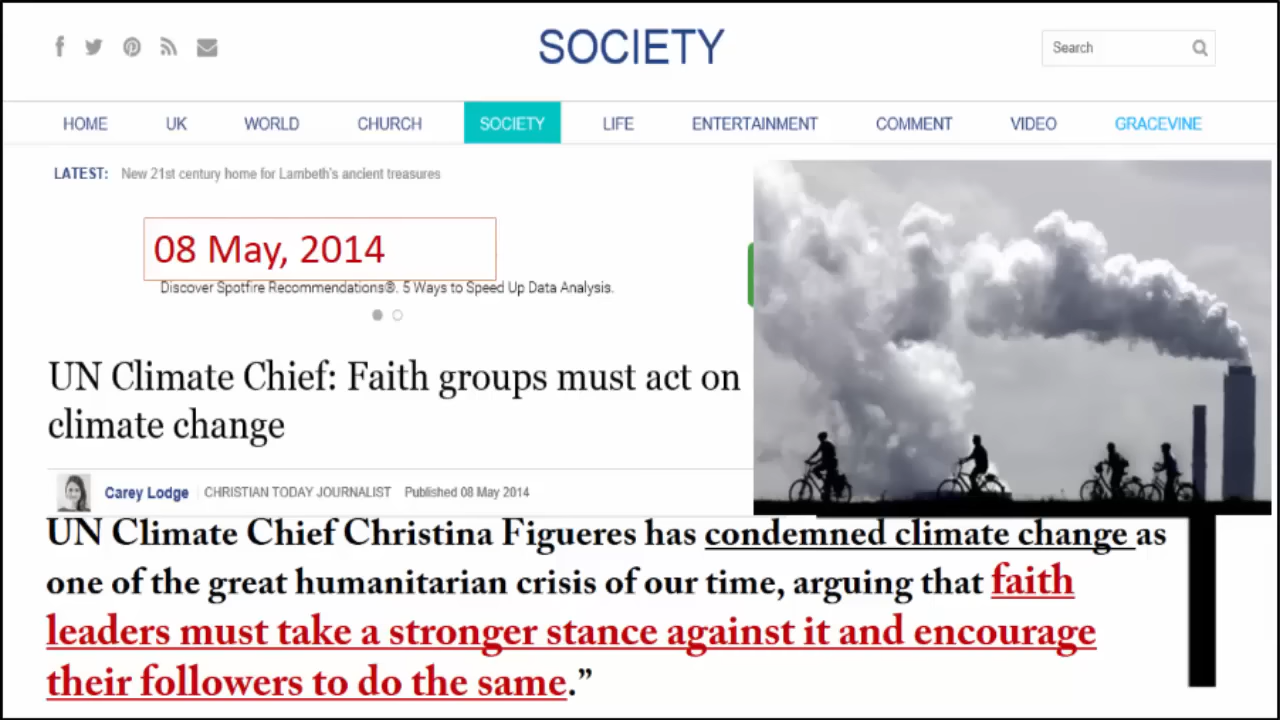 SOCIETY
Search
HOME UK WORLD CHURCH SOCIETY LIFE ENTERTAINMENT COMMENT VIDEO GRACEVINE
LATEST: New 21st century home for Lambeth's ancient treasures
08 May, 2014
Discover Spotfire Recommendations®. 5 Ways to Speed Up Data Analysis.
UN Climate Chief: Faith groups must act on
climate change
Carey Lodge CHRISTIAN TODAY JOURNALIST Published 08 May 2014
UN Climate Chief Christina Figueres has condemned climate change as
one of the great humanitarian crisis of our time, arguing that faith
leaders must take a stronger stance against it and encourage
their followers to do the same.”